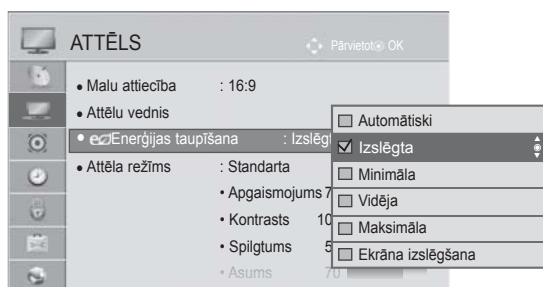 ATTĒLS
Pārvietot OK
• Malu attiecība : 16:9
• Attēlu vednis
• Enerģijas taupīšana : Izslēgt
• Attēla režīms : Standarta
• Apgaismojums 7
• Kontrasts 10
• Spilgtums 5
• Asums 70
Automātiski
Izslēgta
Minimāla
Vidēja
Maksimāla
Ekrāna izslēgšana